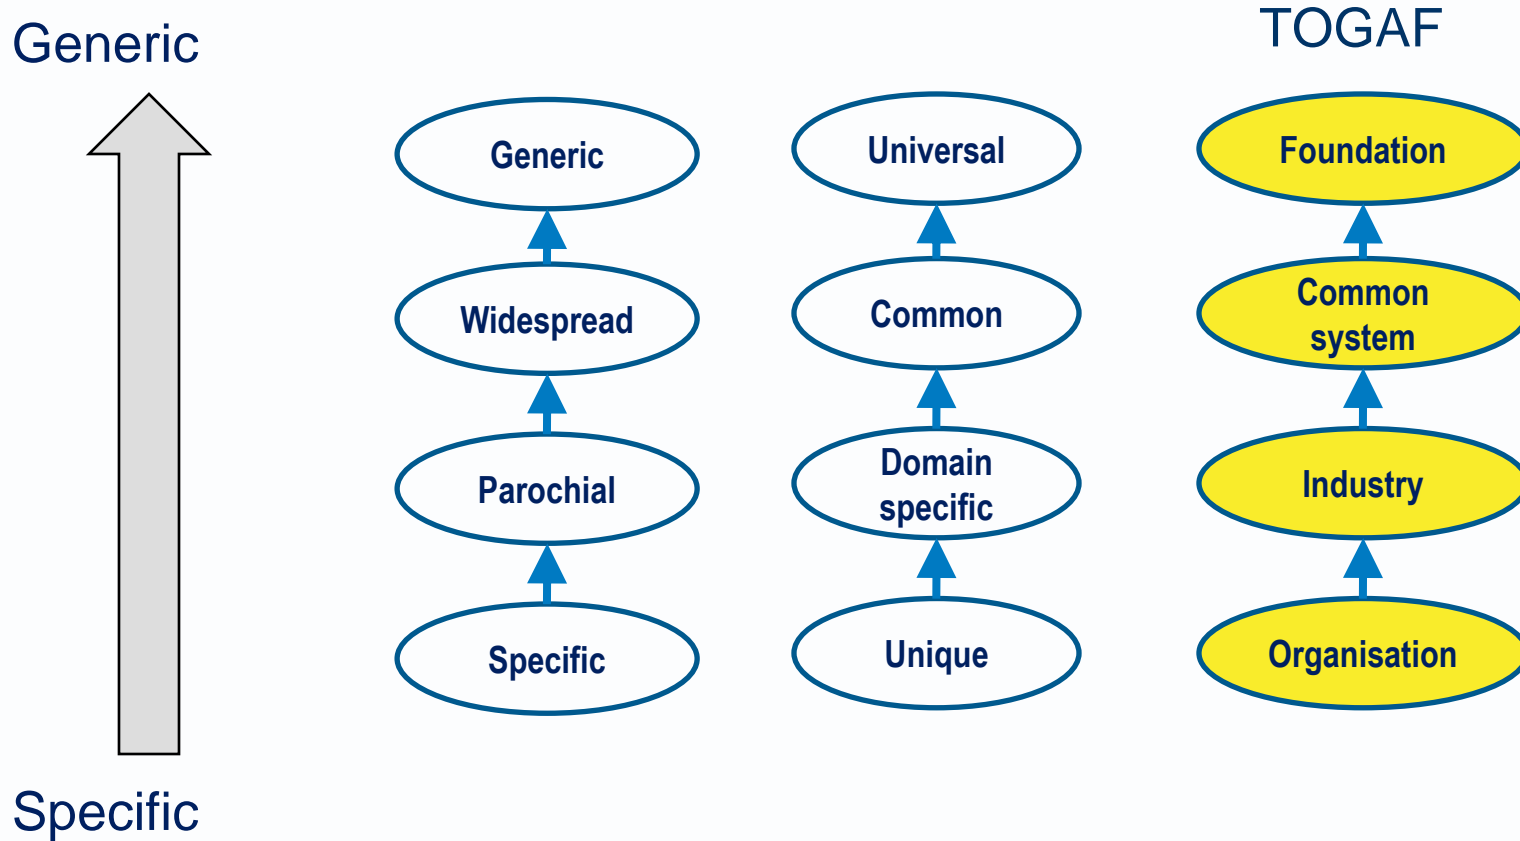 Generic
TOGAF
Generic
Universal
Foundation
Widespread
Common
Common
system
Parochial
Domain
specific
Industry
Specific
Unique
Organisation
Specific